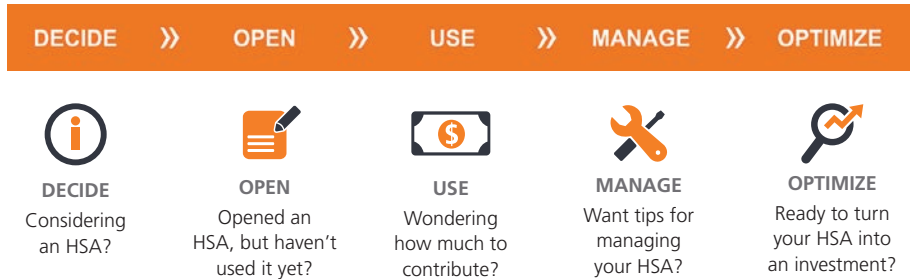 DECIDE » OPEN » USE » MANAGE » OPTIMIZE
DECIDE
Considering
an HSA?
OPEN
Opened an
HSA, but haven't
used it yet?
$
USE
Wondering
how much to
contribute?
MANAGE
Want tips for
managing
your HSA?
OPTIMIZE
Ready to turn
your HSA into
an investment?